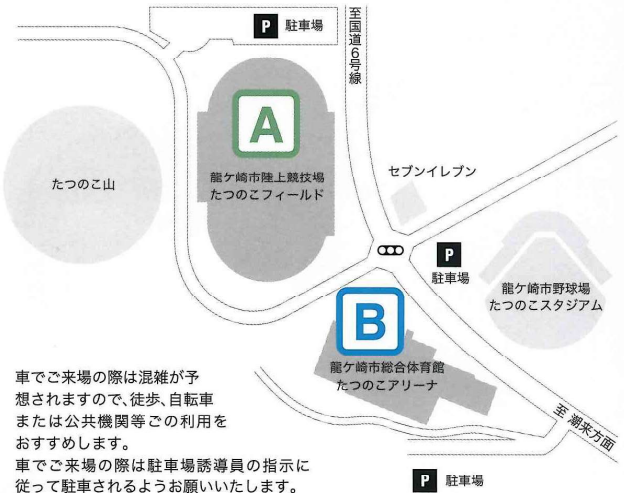 P 駐車場
至国道6号線
A
龍ケ崎市陸上競技場
たつのこフィールド
たつのこ山
セブンイレブン
P
駐車場
龍ケ崎市野球場
たつのこスタジアム
B
龍ケ崎市総合体育館
たつのこアリーナ
至 潮来方面
車でご来場の際は混雑が予
想されますので、徒歩、自転車
または公共機関等ごの利用を
おすすめします。
車でご来場の際は駐車場誘導員の指示に
従って駐車されるようお願いいたします。
P 駐車場